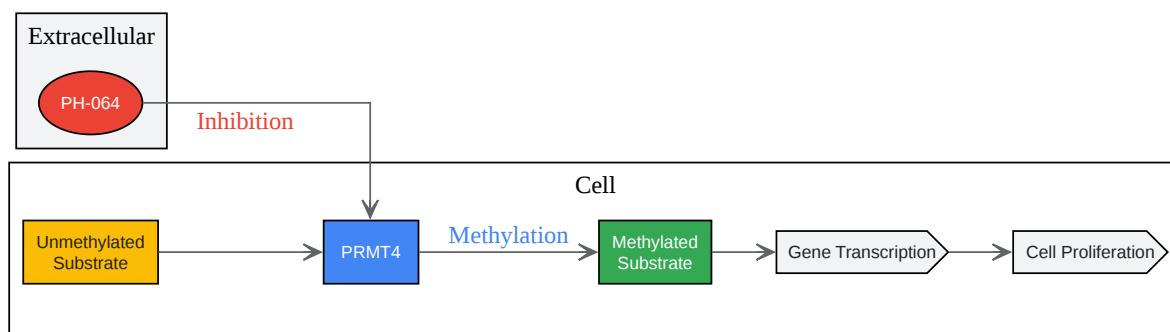 Extracellular
PH-064
Inhibition
Cell
Unmethylated
Substrate
PRMT4
Methylation
Methylated
Substrate
Gene Transcription
Cell Proliferation